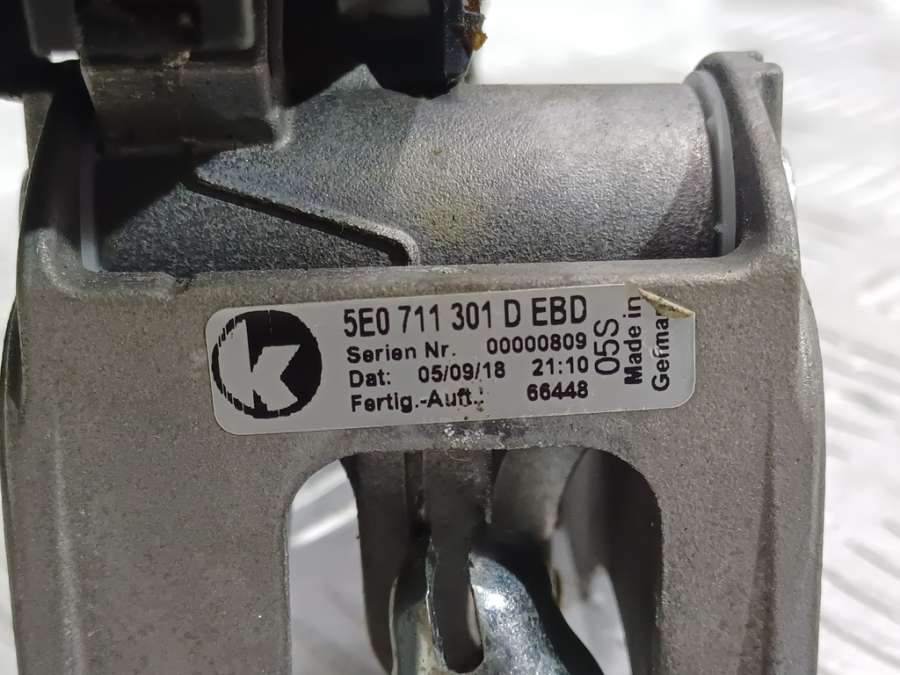 k
5E0 711 301 D EBD
Serien Nr. 00000809
Dat: 05/09/18 21:10
Fertig.-Auft.: 66448
05S
Made in